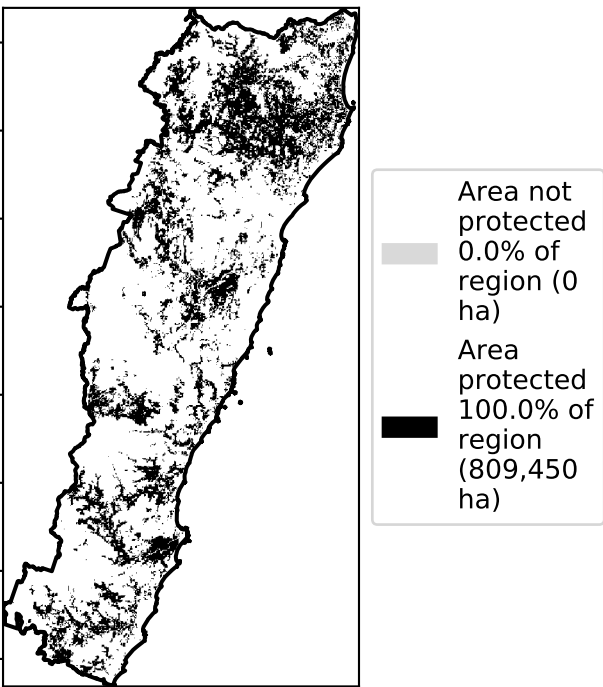 Area not
protected
0.0% of
region (0
ha)
Area
protected
100.0% of
region
(809,450
ha)